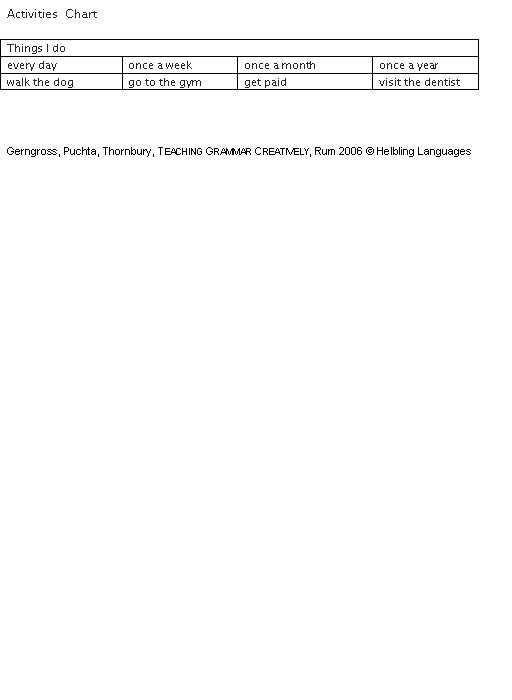 Activities Chart
Things I do
every day once a week once a month once a year
walk the dog go to the gym get paid visit the dentist
Gerngross, Puchta, Thornbury, TEACHING GRAMMAR CREATIVELY, Rum 2006 © Helbling Languages